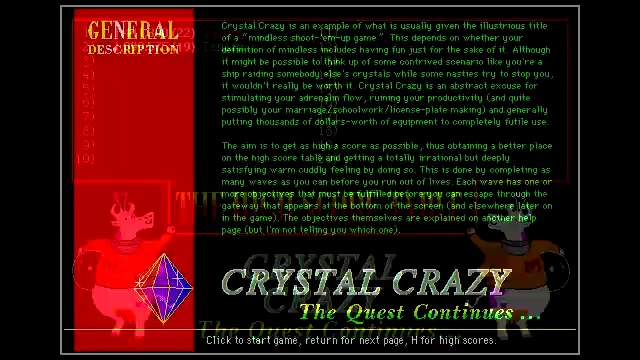 GENERAL
DESCRIPTION
Crystal Crazy is an example of what is usually given the illustrious title
of a "mindless shoot-'em-up game". This depends on whether your
definition of mindless includes having fun just for the sake of it. Although
it might be possible to think up of some contrived scenario like you're a
ship raiding somebody else's crystals while some nasties try to stop you,
it wouldn't really be worth it. Crystal Crazy is an abstract excuse for
stimulating your adrenalin flow, ruining your productivity (and quite
possibly your marriage/schoolwork/license-plate making) and generally
putting thousands of dollars-worth of equipment to completely futile use.
The aim is to get as high a score as possible, thus obtaining a better place
on the high score table and getting a totally irrational but deeply
satisfying warm cuddly feeling by doing so. This is done by completing as
many waves as you can before you run out of lives. Each wave has one or
more objectives that must be fulfilled before you can escape through the
gateway that appears at the bottom of the screen (and elsewhere later on
in the game). The objectives themselves are explained on another help
page (but I'm not telling you which one).
3)
4)
5)
6)
7)
8)
9)
10)
CRYSTAL CRAZY
The Quest Continues ...
Click to start game, return for next page, H for high scores.